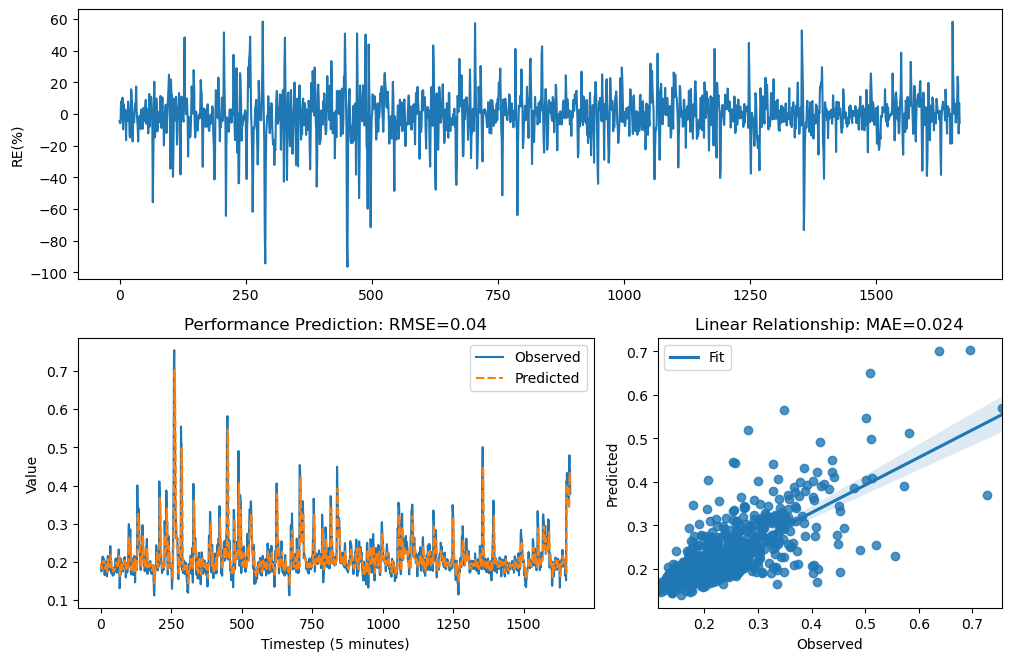 60
40
20
0
−20
−40
−60
−80
−100
RE(%)
0 250 500 750 1000 1250 1500
Performance Prediction: RMSE=0.04
Observed
Predicted
0.7
0.6
0.5
0.4
0.3
0.2
0.1
Value
0 250 500 750 1000 1250 1500
Timestep (5 minutes)
Linear Relationship: MAE=0.024
Fit
0.7
0.6
0.5
0.4
0.3
0.2
Predicted
0.2 0.3 0.4 0.5 0.6 0.7
Observed